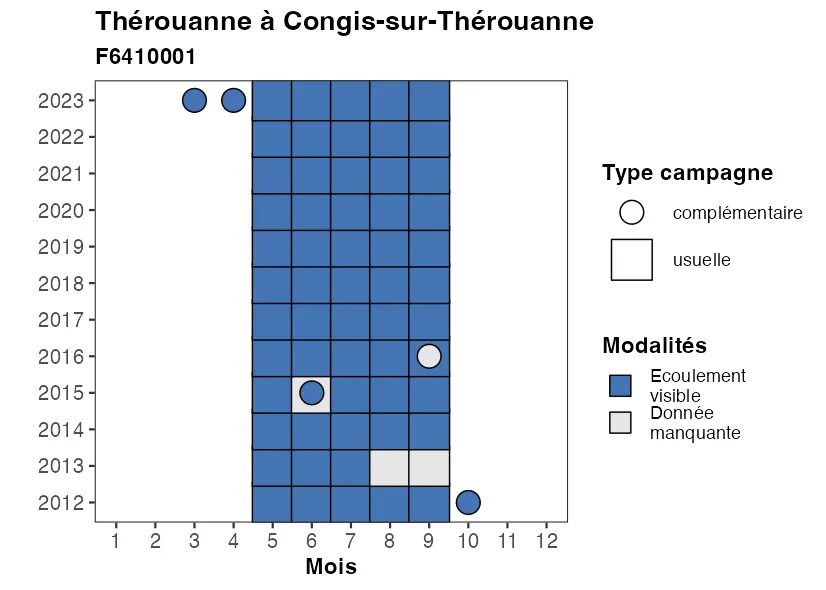 Thérouanne à Congis-sur-Thérouanne
F6410001
2023
2022
2021
2020
2019
2018
2017
2016
2015
2014
2013
2012
1 2 3 4 5 6 7 8 9 10 11 12
Mois
Type campagne
complémentaire
usuelle
Modalités
Ecoulement
visible
Donnée
manquante